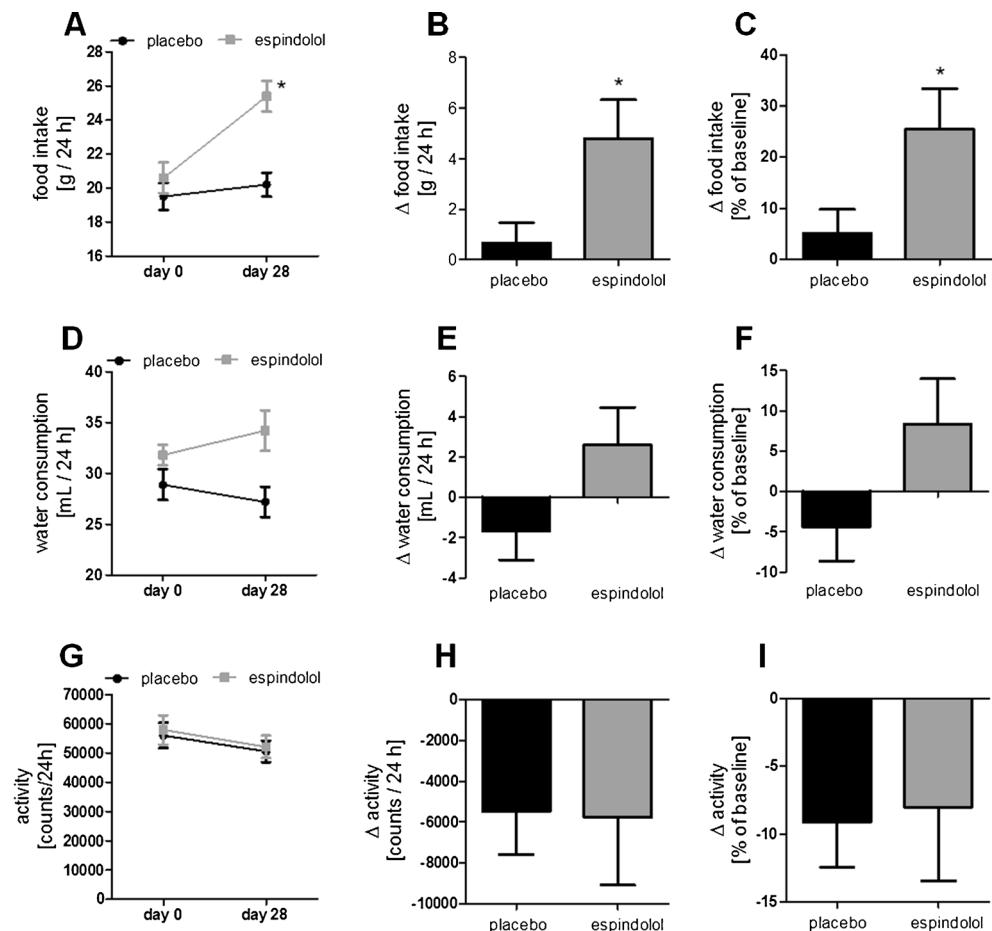 A
placebo espindolol
food intake
[g / 24 h]
28
26
24
22
20
18
16
*
day 0 day 28
B
Δ food intake
[g / 24 h]
8
6
4
2
0
*
placebo espindolol
C
Δ food intake
[% of baseline]
40
30
20
10
0
*
placebo espindolol
D
placebo espindolol
water consumption
[mL / 24 h]
40
35
30
25
20
day 0 day 28
E
Δ water consumption
[mL / 24 h]
6
4
2
0
-2
-4
placebo espindolol
F
Δ water consumption
[% of baseline]
15
10
5
0
-5
-10
placebo espindolol
G
placebo espindolol
activity
[counts/24h]
70000
60000
50000
40000
30000
20000
10000
0
day 0 day 28
H
Δ activity
[counts / 24 h]
0
-2000
-4000
-6000
-8000
-10000
placebo espindolol
I
Δ activity
[% of baseline]
0
-5
-10
-15
placebo espindolol